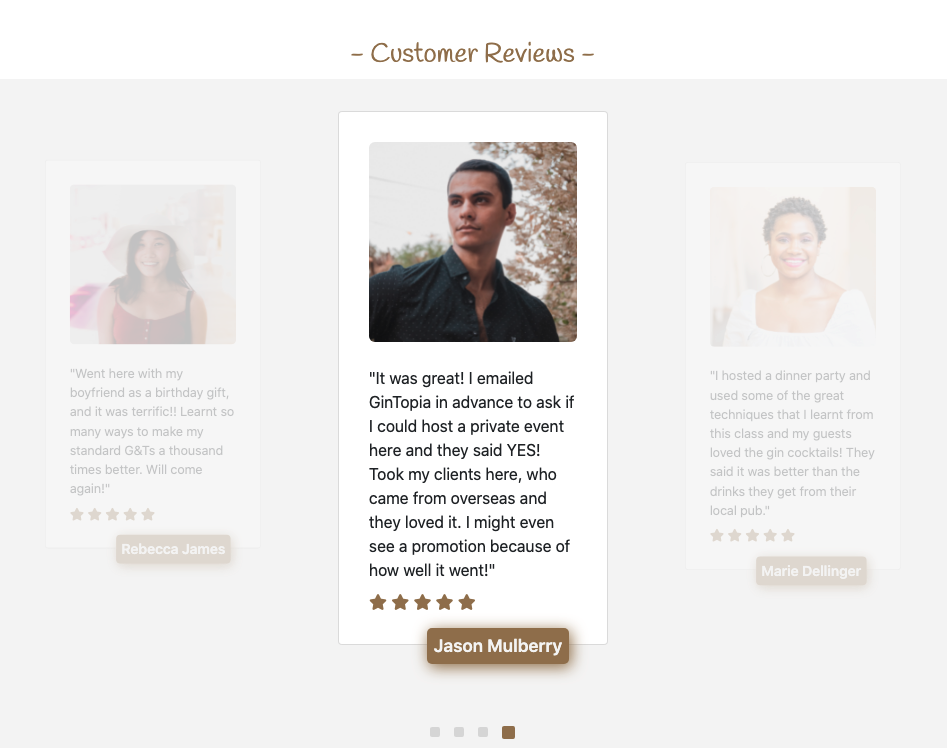 - Customer Reviews -
"Went here with my
boyfriend as a birthday gift,
and it was terrific!! Learnt so
many ways to make my
standard G&Ts a thousand
times better. Will come
again!"
Rebecca James
"It was great! I emailed
GinTopia in advance to ask if
I could host a private event
here and they said YES!
Took my clients here, who
came from overseas and
they loved it. I might even
see a promotion because of
how well it went!"
Jason Mulberry
"I hosted a dinner party and
used some of the great
techniques that I learnt from
this class and my guests
loved the gin cocktails! They
said it was better than the
drinks they get from their
local pub."
Marie Dellinger